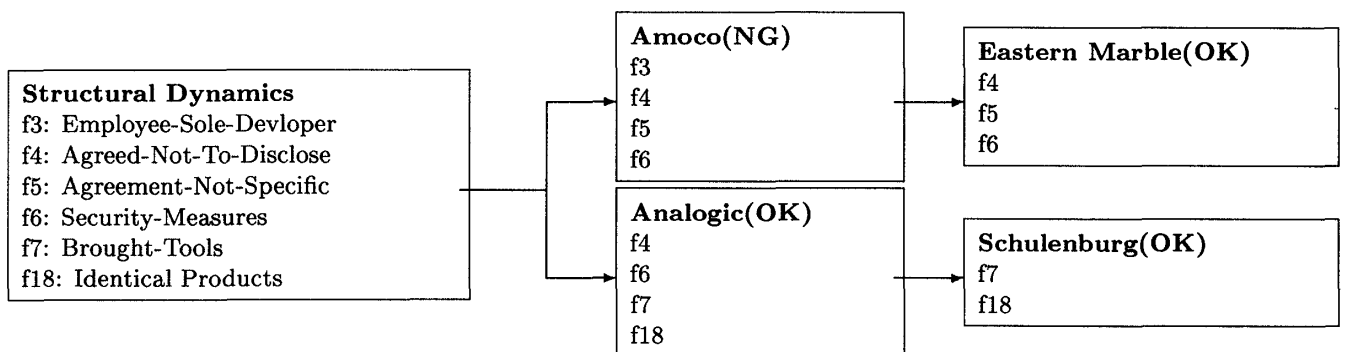 Structural Dynamics
f3: Employee-Sole-Devloper
f4: Agreed-Not-To-Disclose
f5: Agreement-Not-Specific
f6: Security-Measures
f7: Brought-Tools
f18: Identical Products
Amoco(NG)
f3
f4
f5
f6
Analogic(OK)
f4
f6
f7
f18
Eastern Marble(OK)
f4
f5
f6
Schulenburg(OK)
f7
f18